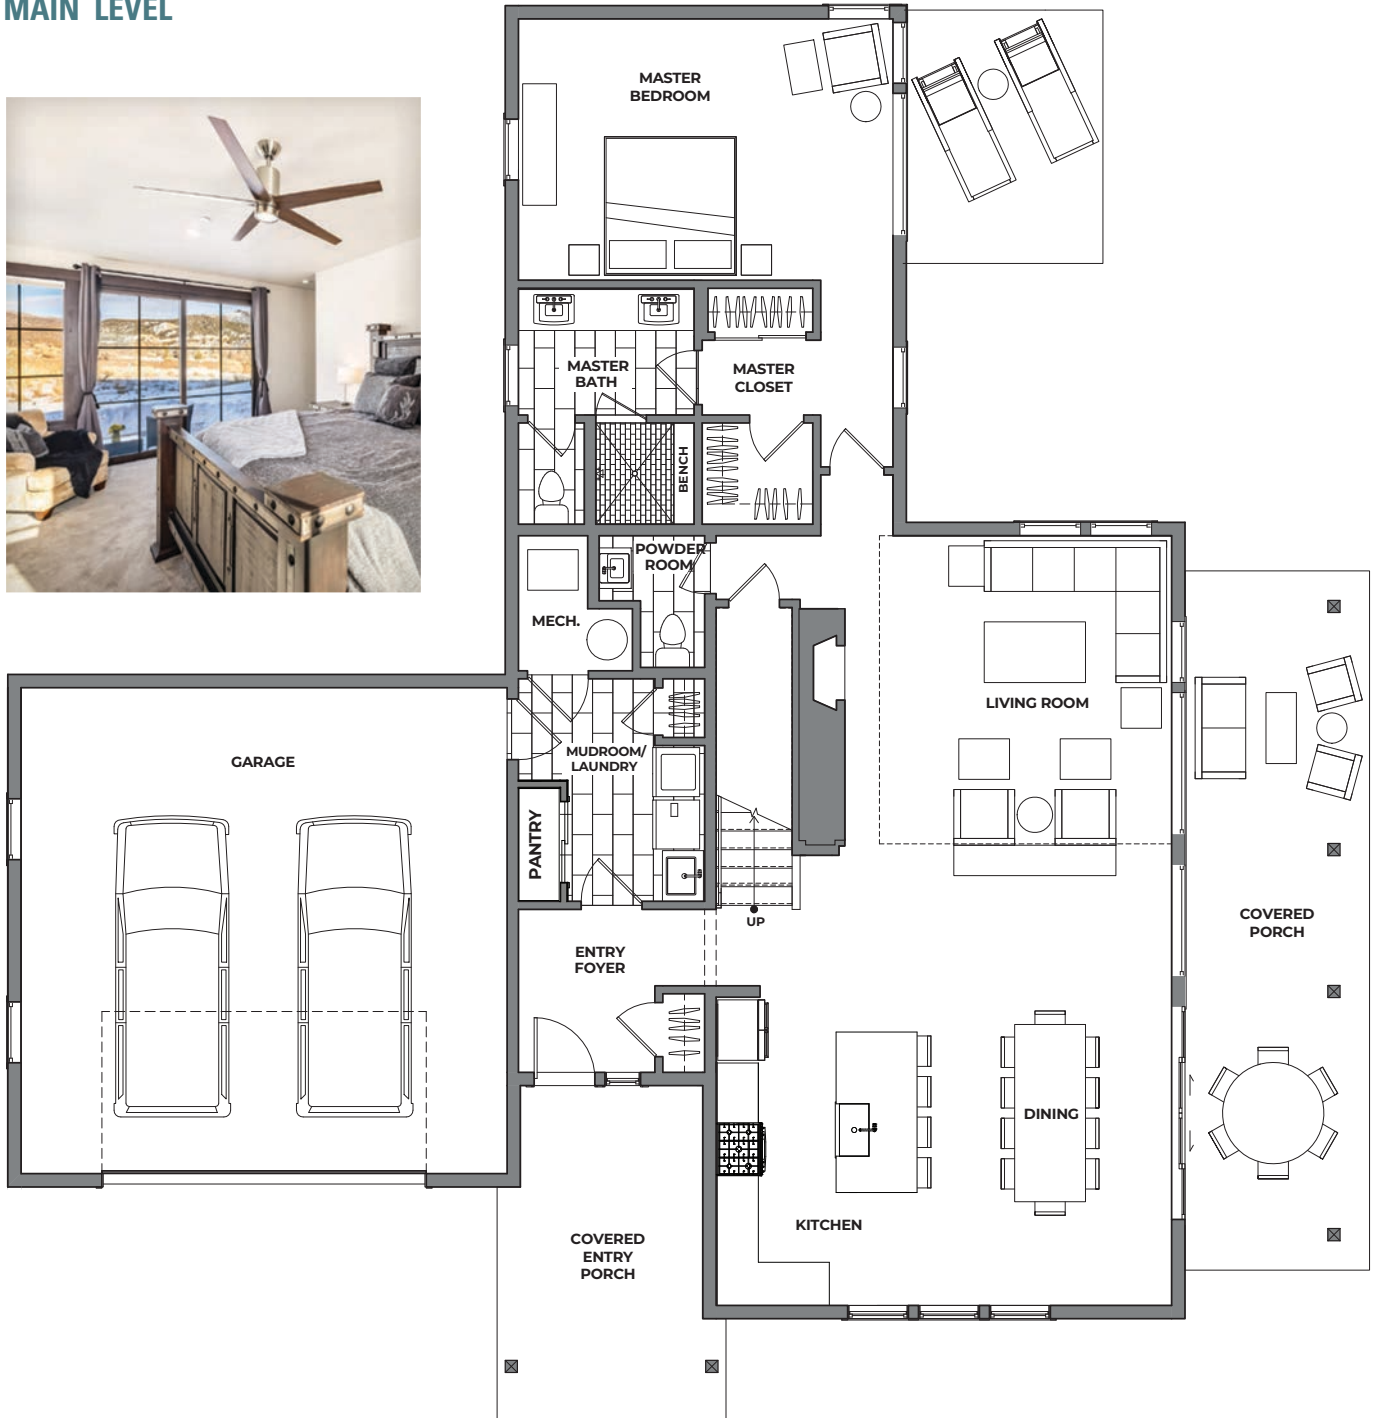 MAIN LEVEL
MASTER
BEDROOM
MASTER
BATH
MASTER
CLOSET
BENCH
POWDER
ROOM
MECH.
LIVING ROOM
GARAGE
MUDROOM/
LAUNDRY
PANTRY
UP
COVERED
PORCH
ENTRY
FOYER
DINING
KITCHEN
COVERED
ENTRY
PORCH